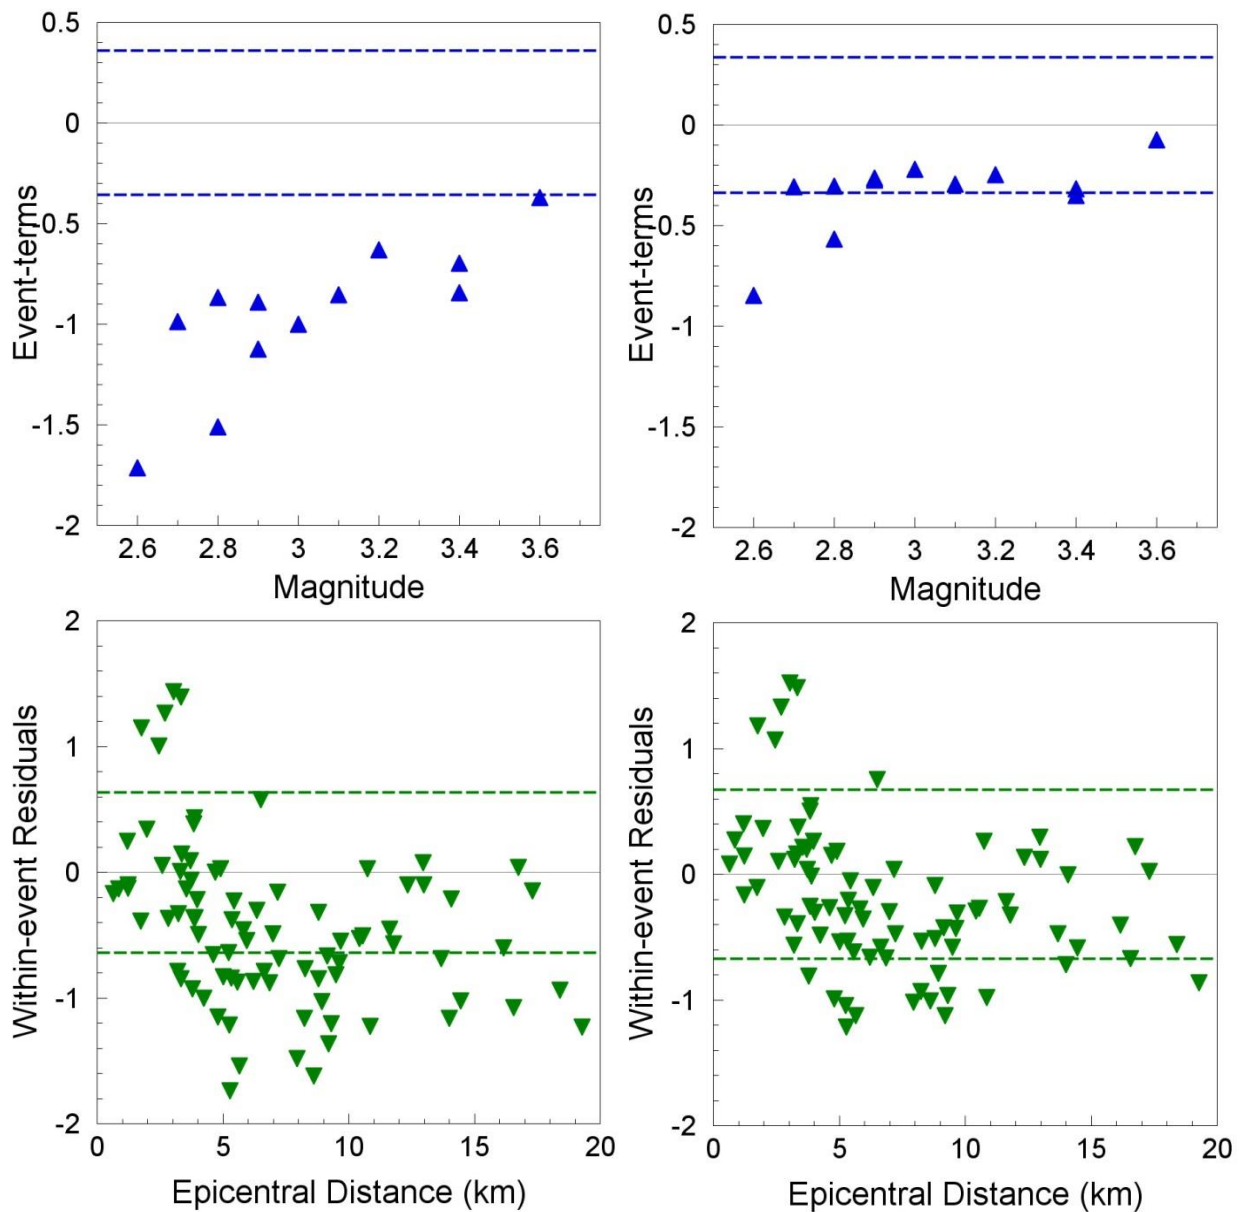 0.5
0
-0.5
-1
-1.5
-2
Event-terms
2.6 2.8 3 3.2 3.4 3.6
Magnitude
0.5
0
-0.5
-1
-1.5
-2
Event-terms
2.6 2.8 3 3.2 3.4 3.6
Magnitude
2
1
0
-1
-2
Within-event Residuals
0 5 10 15 20
Epicentral Distance (km)
2
1
0
-1
-2
Within-event Residuals
0 5 10 15 20
Epicentral Distance (km)